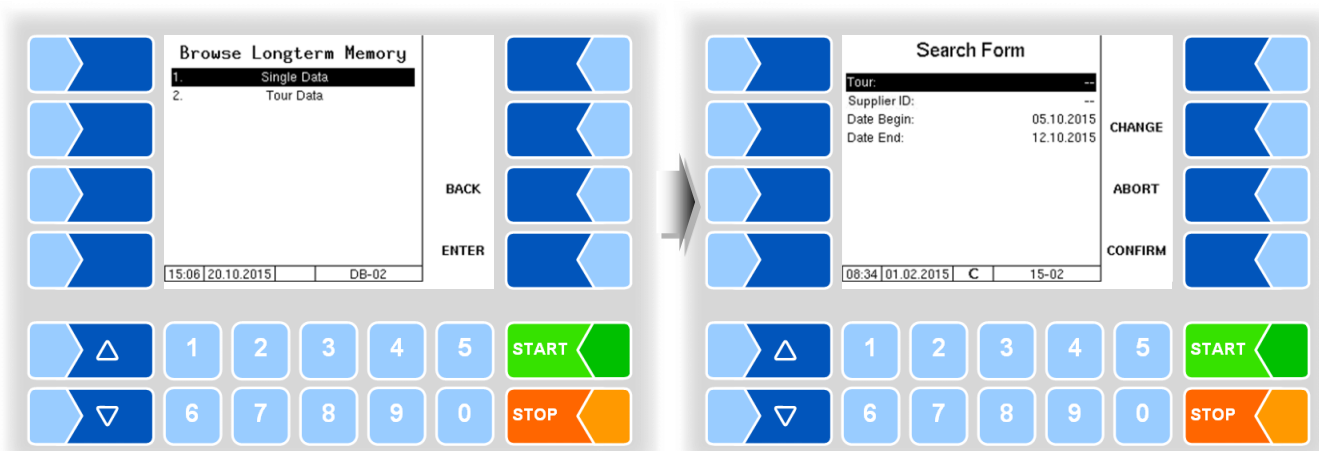 Browse Longterm Memory
1. Single Data
2. Tour Data
BACK
ENTER
15:06 20.10.2015 DB-02
1 2 3 4 5 START
6 7 8 9 0 STOP
Search Form
Tour: --
Supplier ID: --
Date Begin: 05.10.2015
Date End: 12.10.2015
CHANGE
ABORT
CONFIRM
08:34 01.02.2015 C 15-02
1 2 3 4 5 START
6 7 8 9 0 STOP